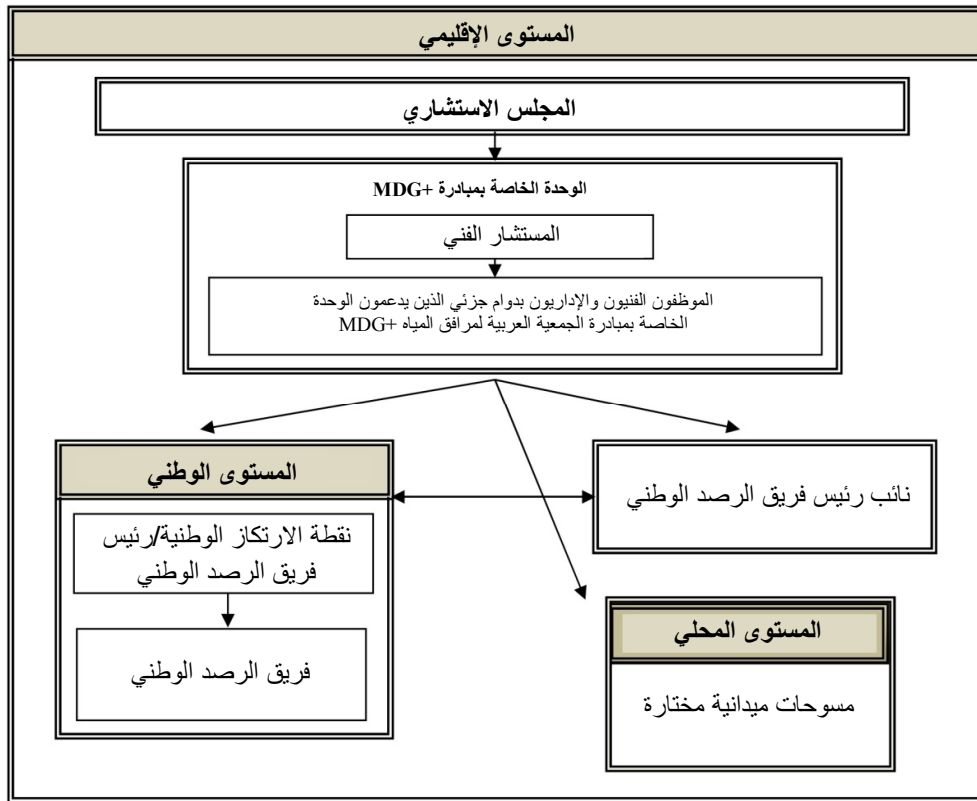 المستوى الإقليمي
المجلس الاستشاري
الوحدة الخاصة بمبادرة +MDG
المستشار الفني
الموظفون الفنيون والإداريون بدوام جزئي الذين يدعمون الوحدة
الخاصة بمبادرة الجمعية العربية لمرافق المياه +MDG
المستوى الوطني
نقطة الارتكاز الوطنية/رئيس
فريق الرصد الوطني
فريق الرصد الوطني
نائب رئيس فريق الرصد الوطني
المستوى المحلي
مسوحات ميدانية مختارة